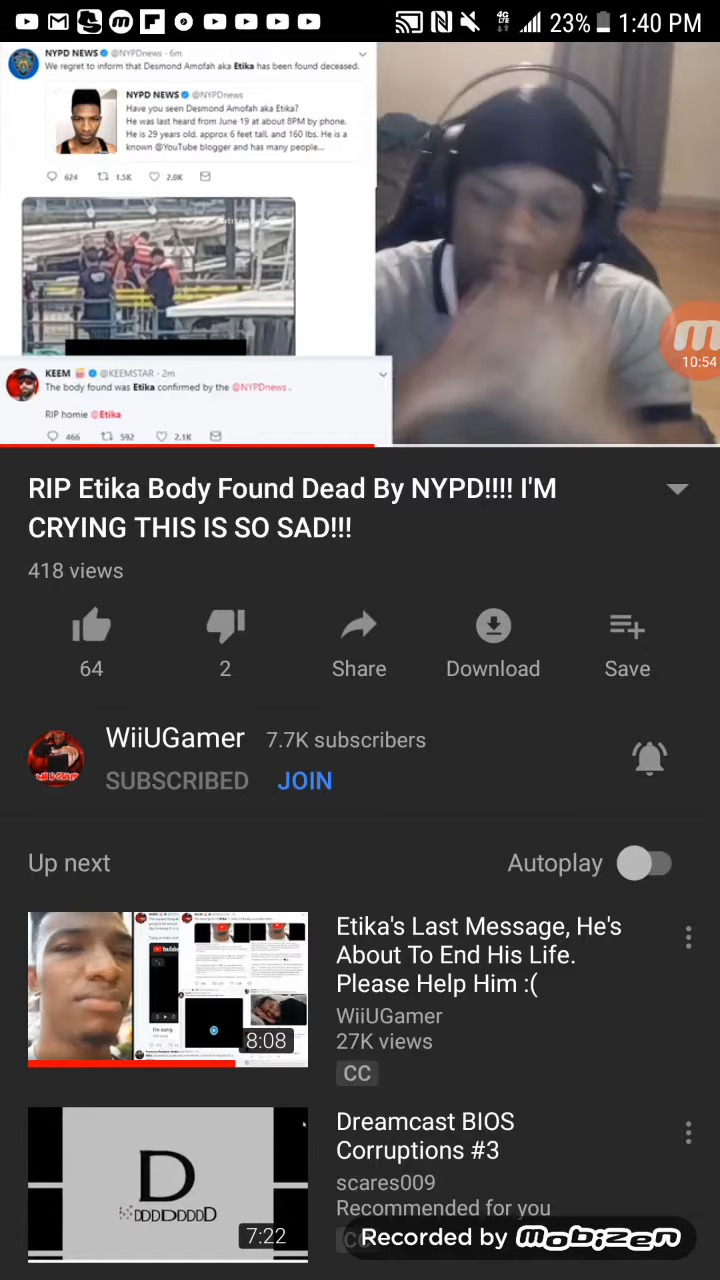 4G
LTE
23%
1:40 PM
NYPD NEWS @NYPDnews · 6m
We regret to inform that Desmond Amofah aka Etika has been found deceased.
NYPD NEWS @NYPDnews
Have you seen Desmond Amofah aka Etika?
He was last heard from June 19 at about 8PM by phone.
He is 29 years old, approx 6 feet tall, and 160 lbs. He is a
known @YouTube blogger and has many people...
624 1.5K 2.0K
KEEM @KEEMSTAR · 2m
The body found was Etika confirmed by the @NYPDnews .
RIP homie @Etika
466 592 2.1K
10:54
RIP Etika Body Found Dead By NYPD!!!! I'M
CRYING THIS IS SO SAD!!!
418 views
64 2 Share Download Save
WiiUGamer 7.7K subscribers
SUBSCRIBED JOIN
Up next Autoplay
Etika's Last Message, He's
About To End His Life.
Please Help Him :(
WiiUGamer
27K views
CC
8:08
Dreamcast BIOS
Corruptions #3
scares009
Recommended for you
D
7:22
Recorded by mobizen